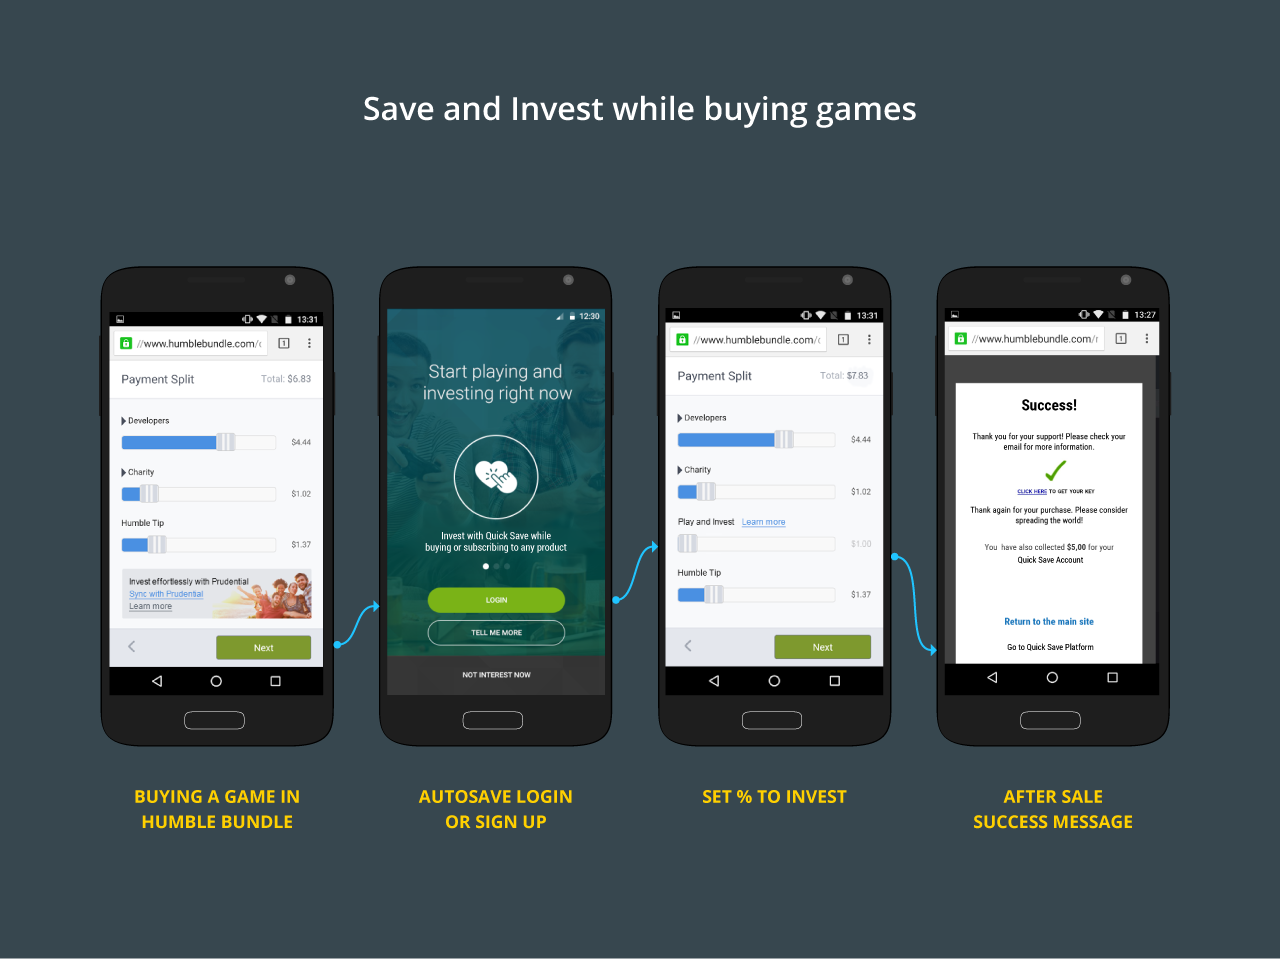 Save and Invest while buying games
13:31
1
//www.humblebundle.com/
Payment Split
Total: $6.83
Developers
$4.44
Charity
$1.02
Humble Tip
$1.37
Invest effortlessly with Prudential
Sync with Prudential
Learn more
Next
BUYING A GAME IN
HUMBLE BUNDLE
12:30
Start playing and
investing right now
Invest with Quick Save while
buying or subscribing to any product
LOGIN
TELL ME MORE
NOT INTEREST NOW
AUTOSAVE LOGIN
OR SIGN UP
13:31
1
//www.humblebundle.com/
Payment Split
Total: $7.83
Developers
$4.44
Charity
$1.02
Play and Invest Learn more
$1.00
Humble Tip
$1.37
Next
SET % TO INVEST
13:27
1
//www.humblebundle.com/r
Success!
Thank you for your support! Please check your
email for more information.
CLICK HERE TO GET YOUR KEY
Thank again for your purchase. Please consider
spreading the world!
You have also collected $5,00 for your
Quick Save Account
Return to the main site
Go to Quick Save Platform
AFTER SALE
SUCCESS MESSAGE